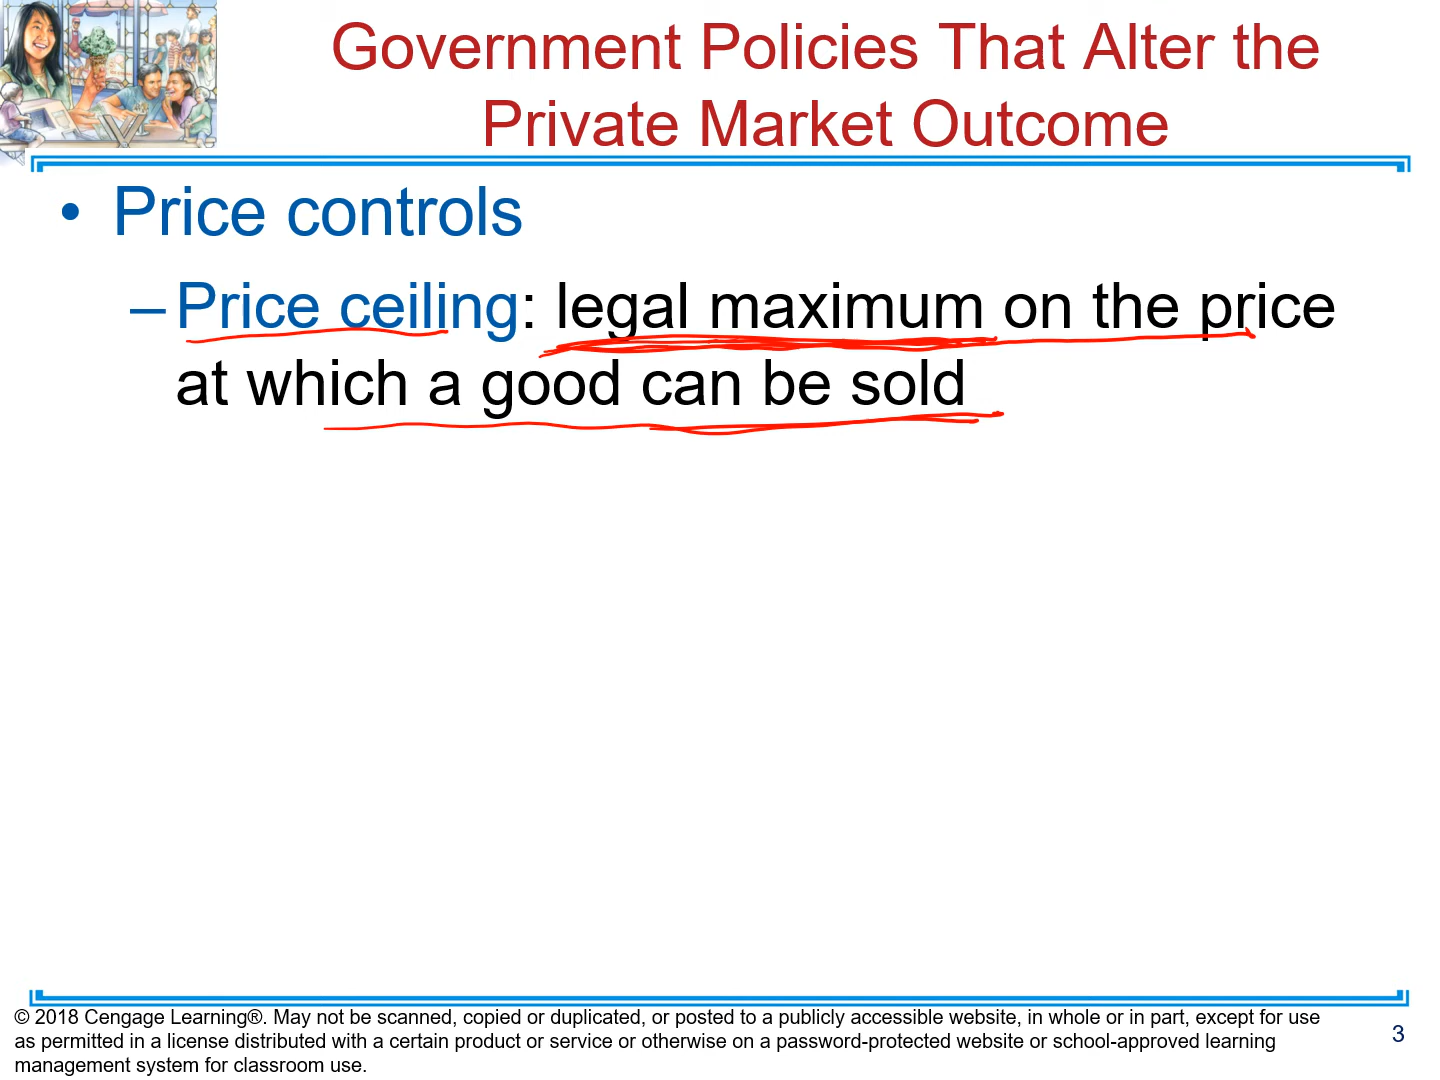 Government Policies That Alter the
Private Market Outcome
• Price controls
– Price ceiling: legal maximum on the price
at which a good can be sold
© 2018 Cengage Learning®. May not be scanned, copied or duplicated, or posted to a publicly accessible website, in whole or in part, except for use
as permitted in a license distributed with a certain product or service or otherwise on a password-protected website or school-approved learning
management system for classroom use.
3